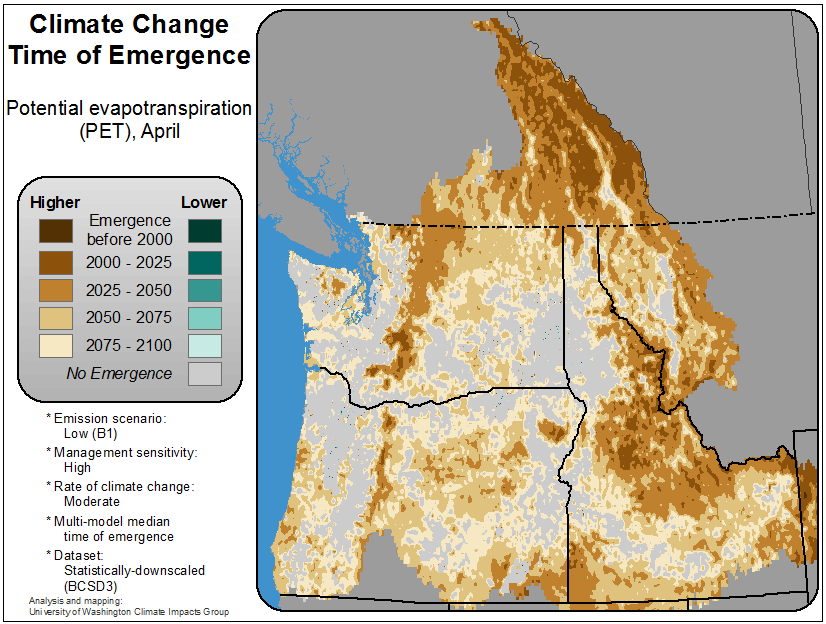 Climate Change
Time of Emergence
Potential evapotranspiration
(PET), April
Higher Lower
Emergence
before 2000
2000 - 2025
2025 - 2050
2050 - 2075
2075 - 2100
No Emergence
* Emission scenario:
Low (B1)
* Management sensitivity:
High
* Rate of climate change:
Moderate
* Multi-model median
time of emergence
* Dataset:
Statistically-downscaled
(BCSD3)
Analysis and mapping:
University of Washington Climate Impacts Group